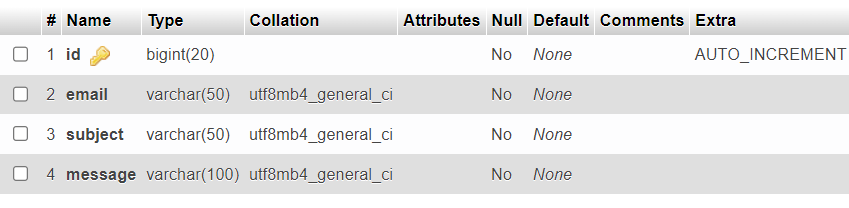 # Name Type Collation Attributes Null Default Comments Extra
1 id bigint(20) No None AUTO_INCREMENT
2 email varchar(50) utf8mb4_general_ci No None
3 subject varchar(50) utf8mb4_general_ci No None
4 message varchar(100) utf8mb4_general_ci No None